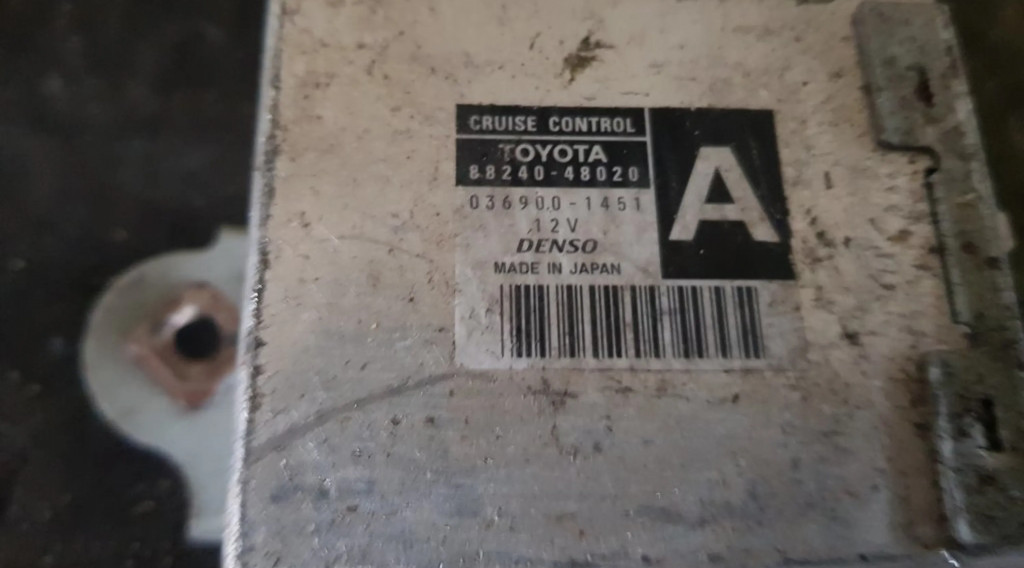 CRUISE CONTROL
TOYOTA
88240-48020
036900-1451
12V
DENSO
MADE IN JAPAN
A